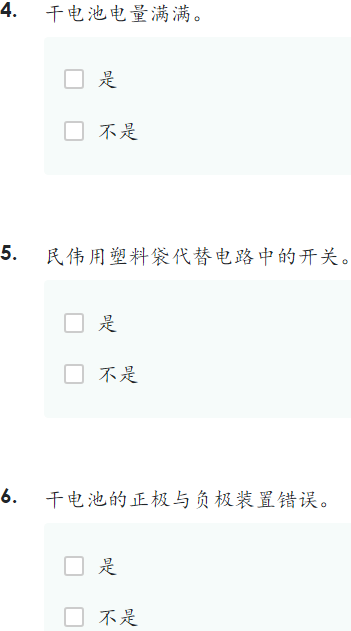 4. 干电池电量满满。
是
不是
5. 民伟用塑料袋代替电路中的开关。
是
不是
6. 干电池的正极与负极装置错误。
是
不是